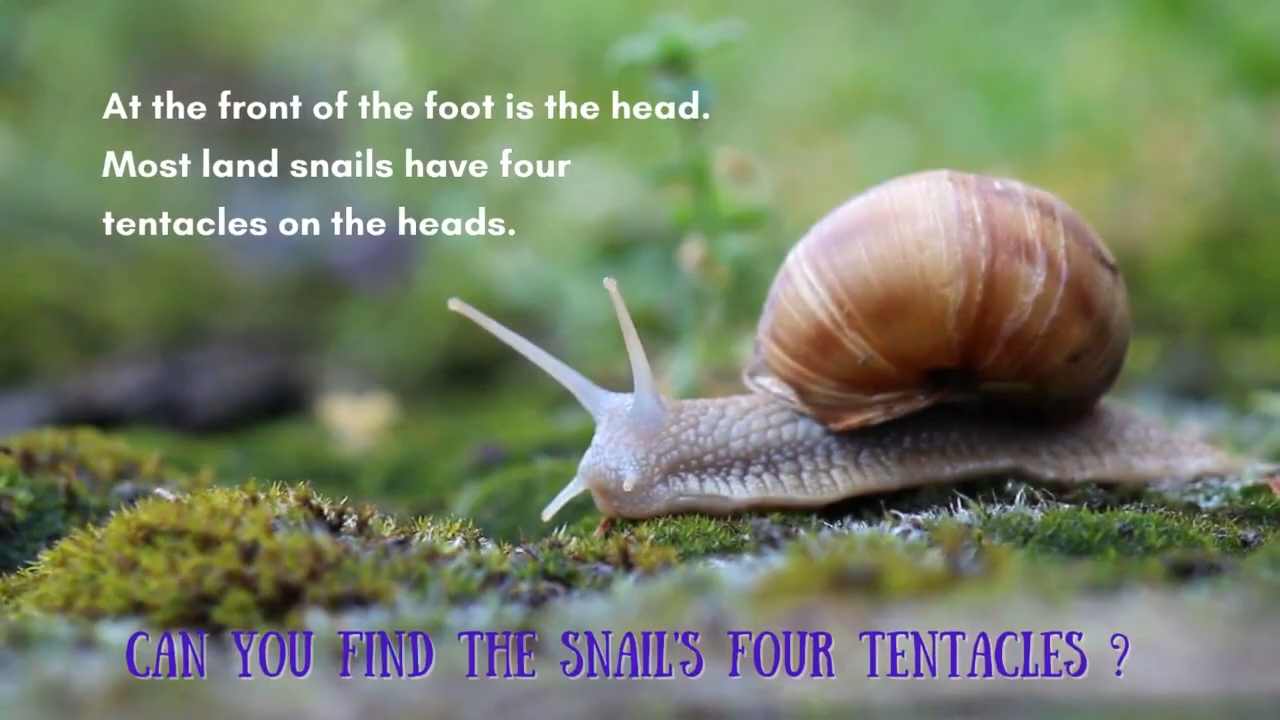 At the front of the foot is the head.
Most land snails have four
tentacles on the heads.
CAN YOU FIND THE SNAIL'S FOUR TENTACLES ?